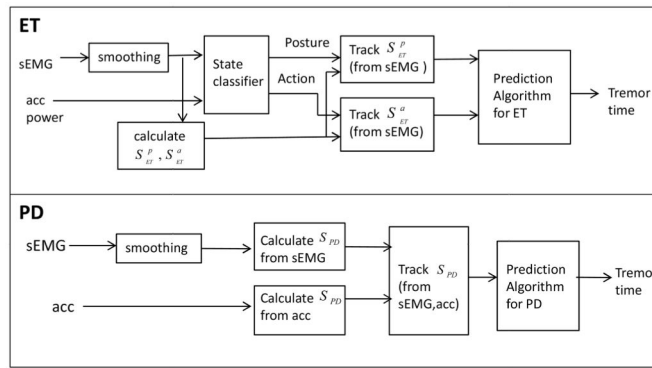 ET
sEMG
smoothing
acc
power
State
classifier
calculate
S^p_ET , S^a_ET
Posture
Action
Track S^p_ET
(from sEMG )
Track S^a_ET
(from sEMG)
Prediction
Algorithm
for ET
Tremor
time
PD
sEMG
smoothing
acc
Calculate S_PD
from sEMG
Calculate S_PD
from acc
Track S_PD
(from
sEMG,acc)
Prediction
Algorithm
for PD
Tremo
time